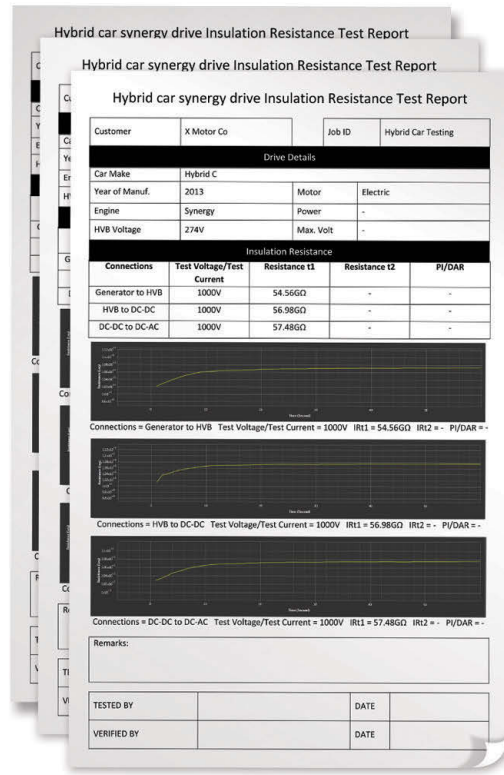 Hybrid car synergy drive Insulation Resistance Test Report
Hybrid car synergy drive Insulation Resistance Test Report
Hybrid car synergy drive Insulation Resistance Test Report
Customer X Motor Co Job ID Hybrid Car Testing
Drive Details
Car Make Hybrid C
Year of Manuf. 2013 Motor Electric
Engine Synergy Power -
HVB Voltage 274V Max. Volt -
Insulation Resistance
Connections Test Voltage/Test Resistance t1 Resistance t2 PI/DAR
Current
Generator to HVB 1000V 54.56GΩ - -
HVB to DC-DC 1000V 56.98GΩ - -
DC-DC to DC-AC 1000V 57.48GΩ - -
Connections = Generator to HVB Test Voltage/Test Current = 1000V IRt1 = 54.56GΩ IRt2 = - PI/DAR = -
Connections = HVB to DC-DC Test Voltage/Test Current = 1000V IRt1 = 56.98GΩ IRt2 = - PI/DAR = -
Connections = DC-DC to DC-AC Test Voltage/Test Current = 1000V IRt1 = 57.48GΩ IRt2 = - PI/DAR = -
Remarks:
TESTED BY DATE
VERIFIED BY DATE